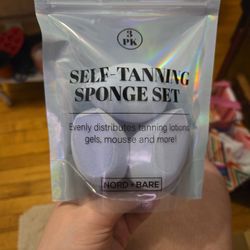 3
PK
SELF-TANNING
SPONGE SET
Evenly distributes tanning lotions
gels, mousse and more!
NORD + BARE